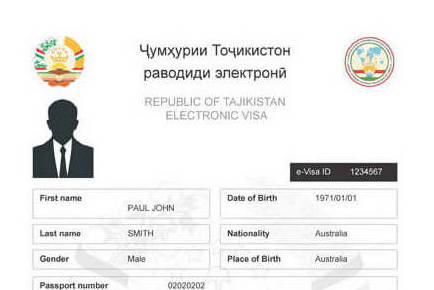 Ҷумҳурии Тоҷикистон
раводиди электронӣ
REPUBLIC OF TAJIKISTAN
ELECTRONIC VISA
e-Visa ID 1234567
First name PAUL JOHN
Date of Birth 1971/01/01
Last name SMITH
Nationality Australia
Gender Male
Place of Birth Australia
Passport number 02020202